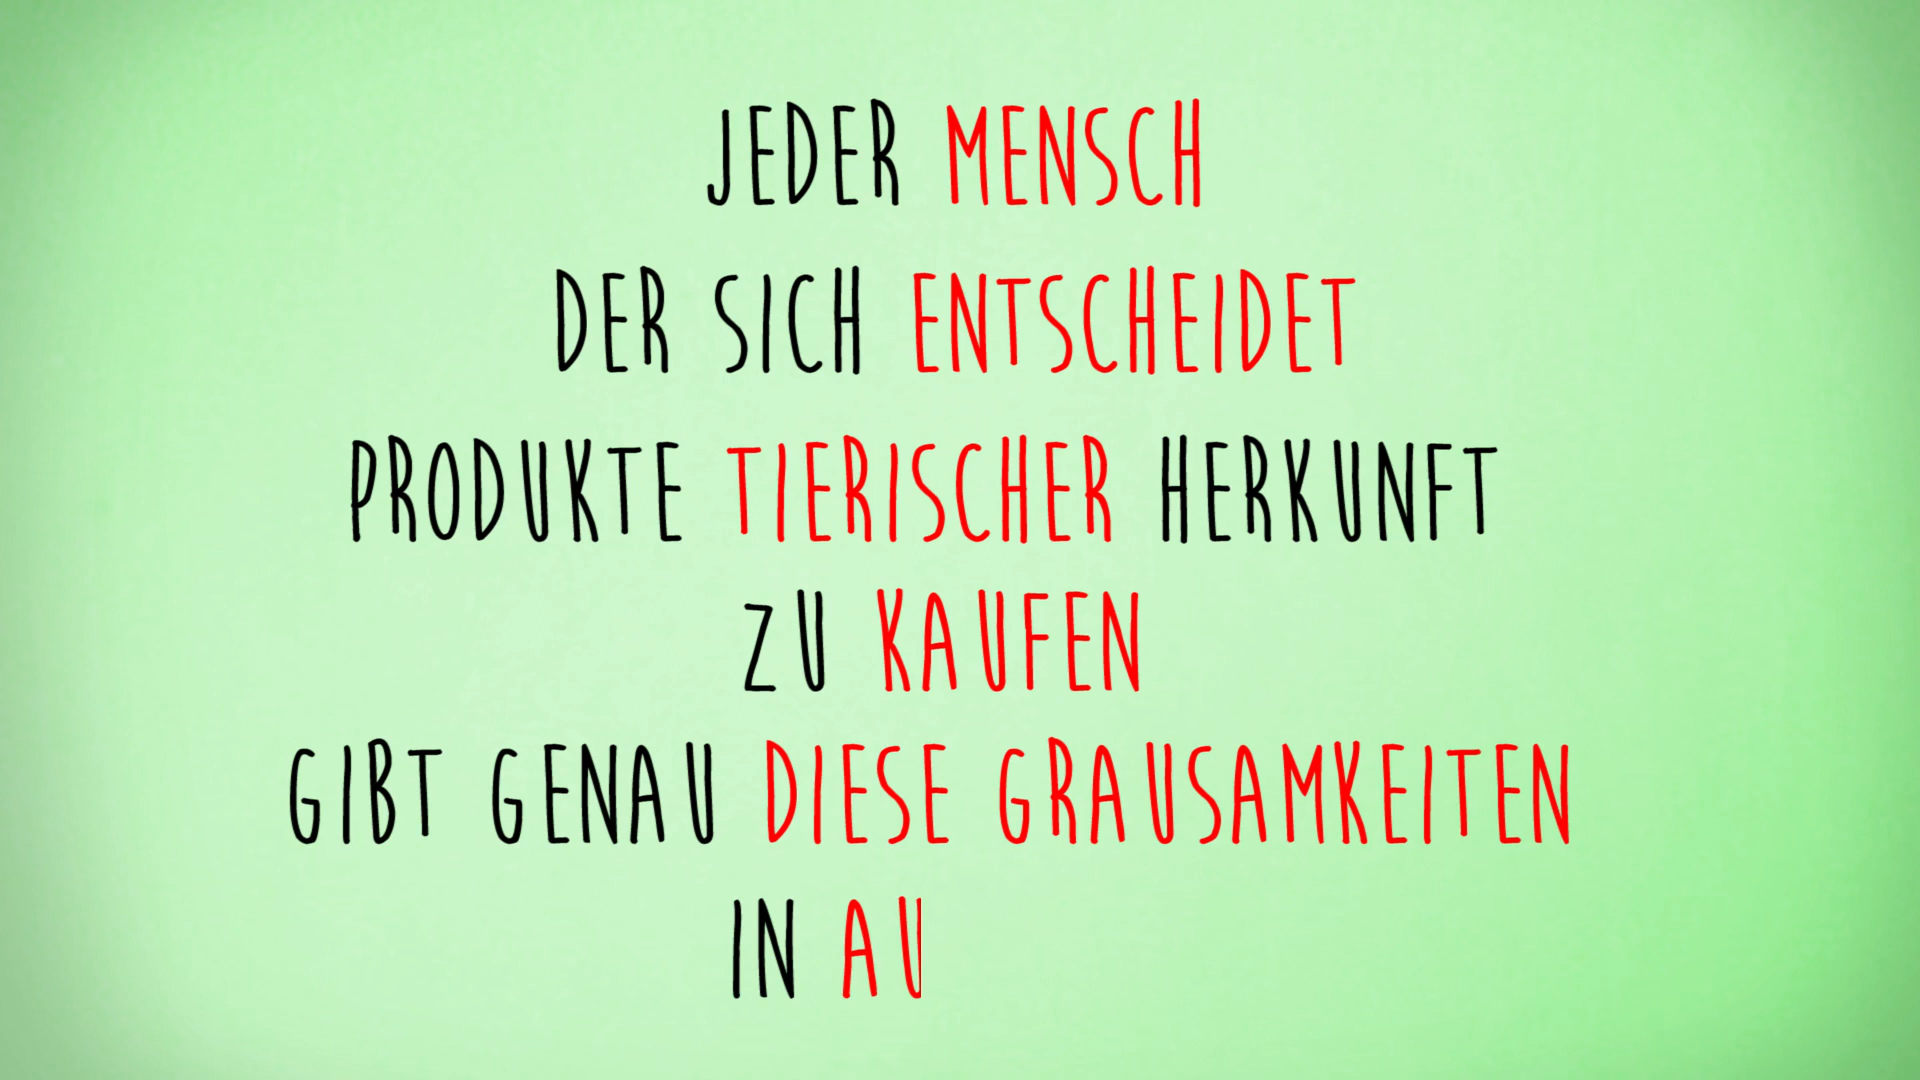 JEDER MENSCH
DER SICH ENTSCHEIDET
PRODUKTE TIERISCHER HERKUNFT
ZU KAUFEN
GIBT GENAU DIESE GRAUSAMKEITEN
IN AU